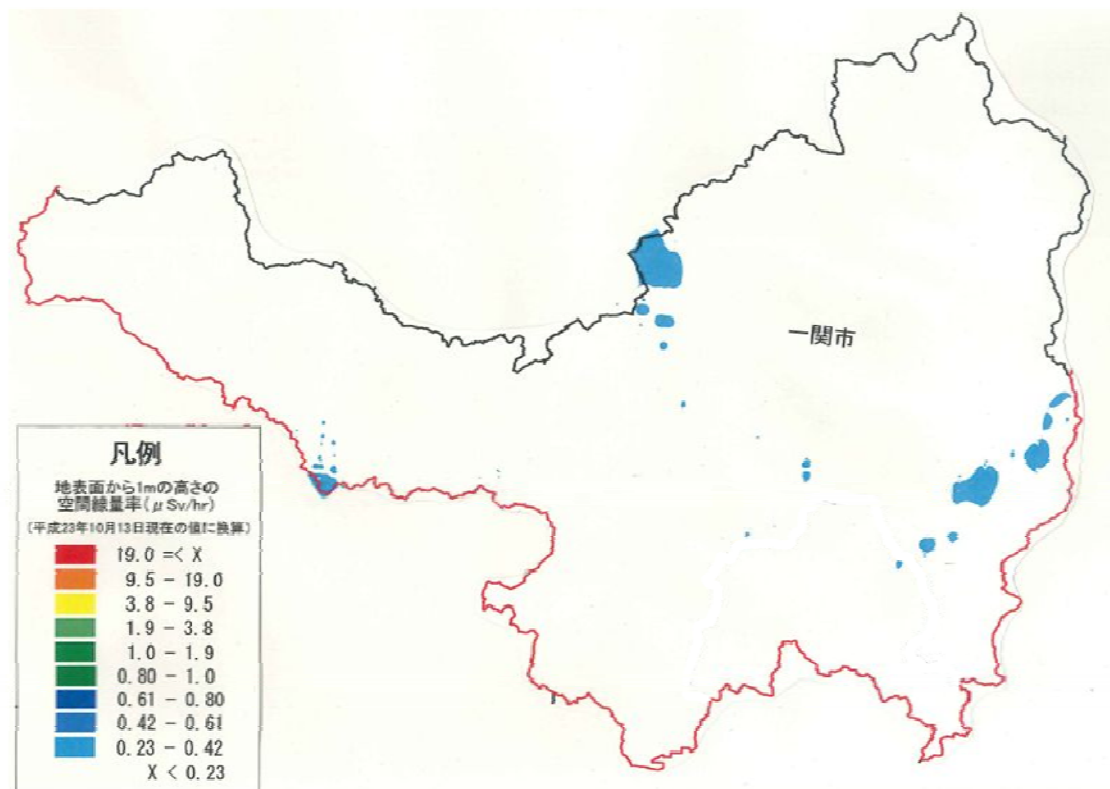 一関市
凡例
地表面から1mの高さの
空間線量率(μSv/hr)
(平成23年10月13日現在の値に換算)
19.0 =< X
9.5 - 19.0
3.8 - 9.5
1.9 - 3.8
1.0 - 1.9
0.80 - 1.0
0.61 - 0.80
0.42 - 0.61
0.23 - 0.42
X < 0.23